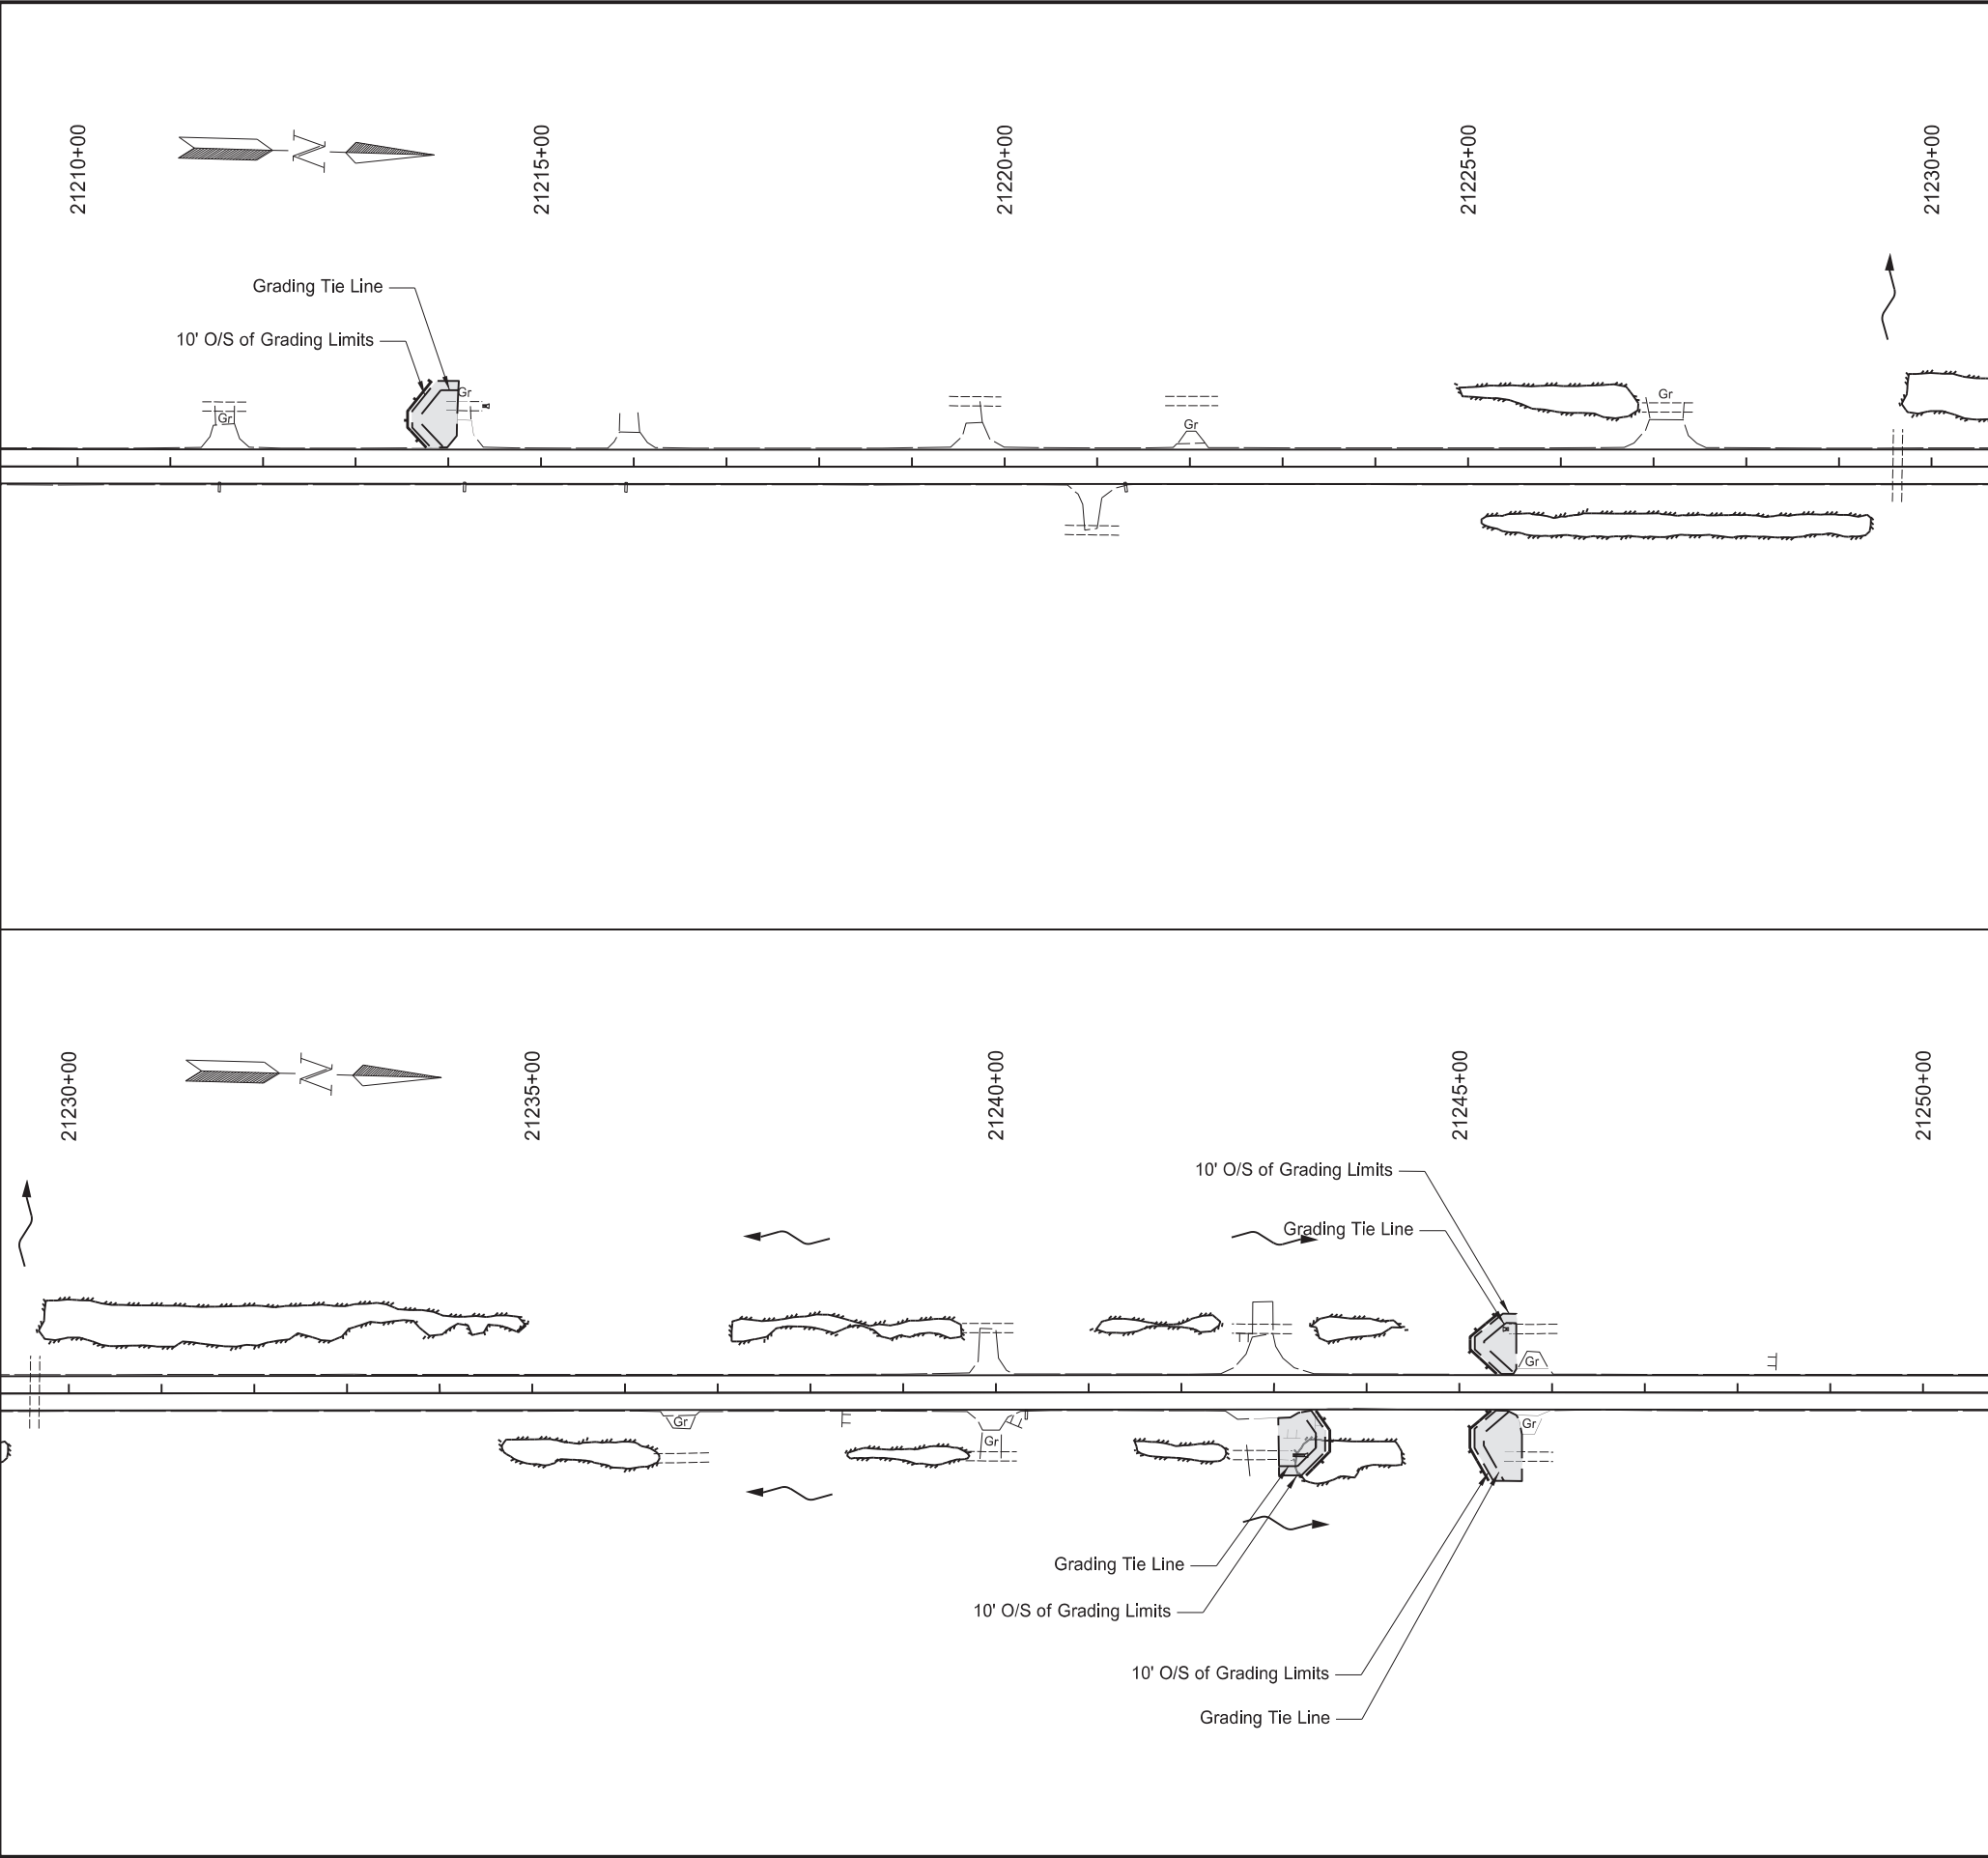 21210+00
21215+00
21220+00
21225+00
21230+00
N
Grading Tie Line
10' O/S of Grading Limits
Gr
Gr
Gr
Gr
21230+00
21235+00
21240+00
21245+00
21250+00
N
10' O/S of Grading Limits
Grading Tie Line
Gr
Gr
Gr
Gr
Grading Tie Line
10' O/S of Grading Limits
10' O/S of Grading Limits
Grading Tie Line